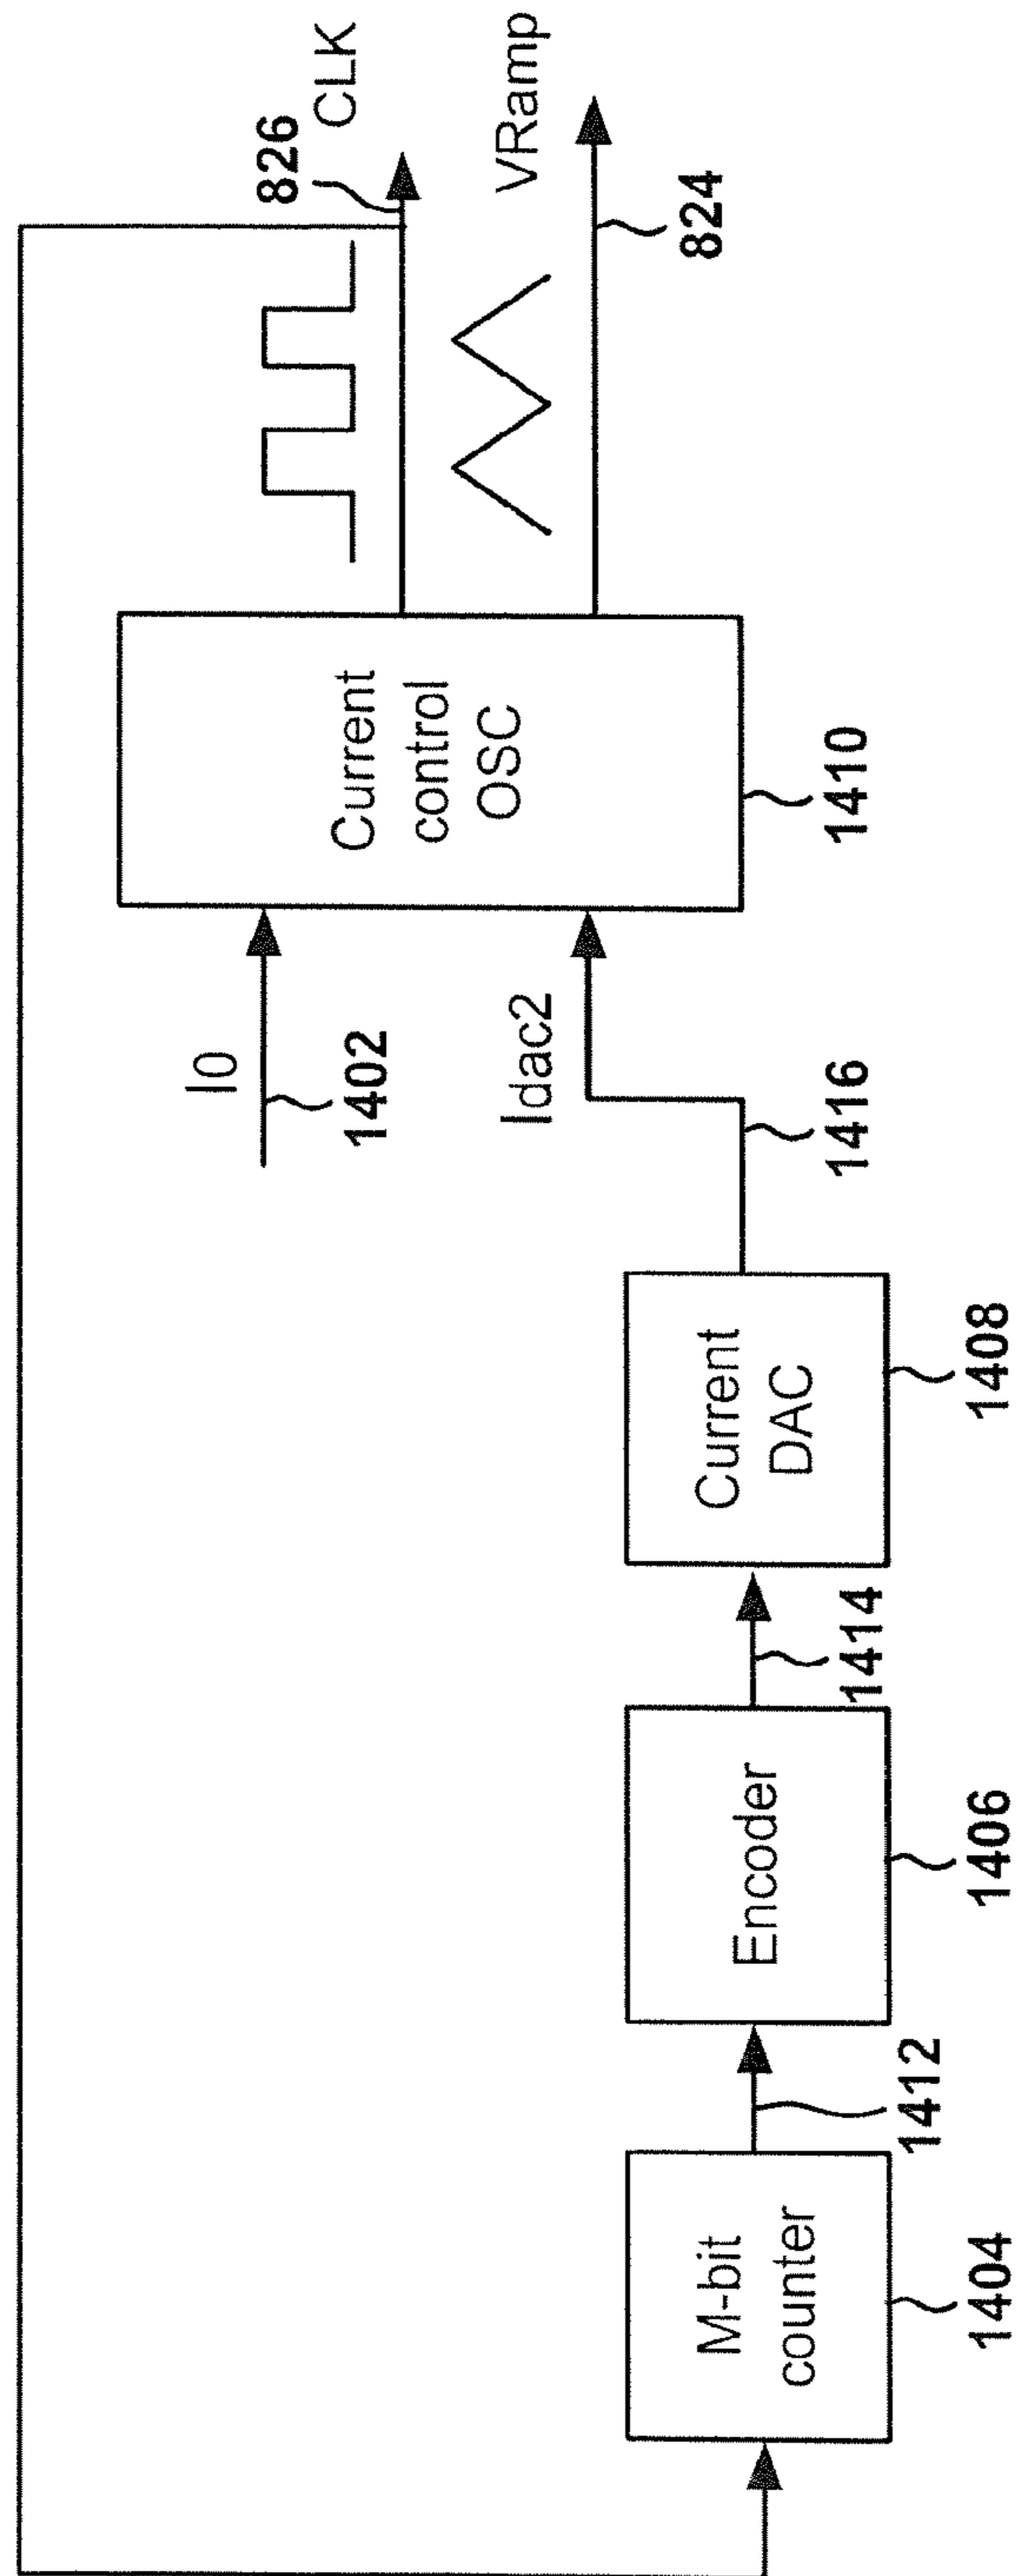 826
CLK
VRamp
824
Current
control
OSC
1410
I0
1402
Idac2
1416
Current
DAC
1408
1414
Encoder
1406
1412
M-bit
counter
1404